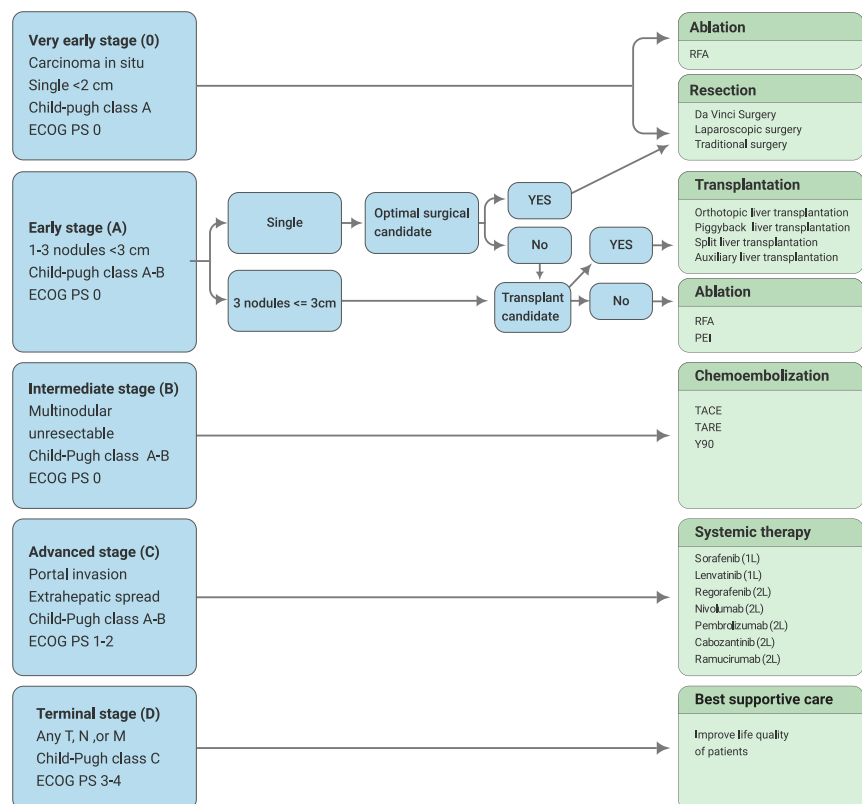 Very early stage (0)
Carcinoma in situ
Single <2 cm
Child-pugh class A
ECOG PS 0
Ablation
RFA
Resection
Da Vinci Surgery
Laparoscopic surgery
Traditional surgery
Early stage (A)
1-3 nodules <3 cm
Child-pugh class A-B
ECOG PS 0
Single
Optimal surgical
candidate
YES
No
3 nodules <= 3cm
Transplant
candidate
YES
No
Transplantation
Orthotopic liver transplantation
Piggyback liver transplantation
Split liver transplantation
Auxiliary liver transplantation
Ablation
RFA
PEI
Intermediate stage (B)
Multinodular
unresectable
Child-Pugh class A-B
ECOG PS 0
Chemoembolization
TACE
TARE
Y90
Advanced stage (C)
Portal invasion
Extrahepatic spread
Child-Pugh class A-B
ECOG PS 1-2
Systemic therapy
Sorafenib (1L)
Lenvatinib (1L)
Regorafenib (2L)
Nivolumab (2L)
Pembrolizumab (2L)
Cabozantinib (2L)
Ramucirumab (2L)
Terminal stage (D)
Any T, N ,or M
Child-Pugh class C
ECOG PS 3-4
Best supportive care
Improve life quality
of patients